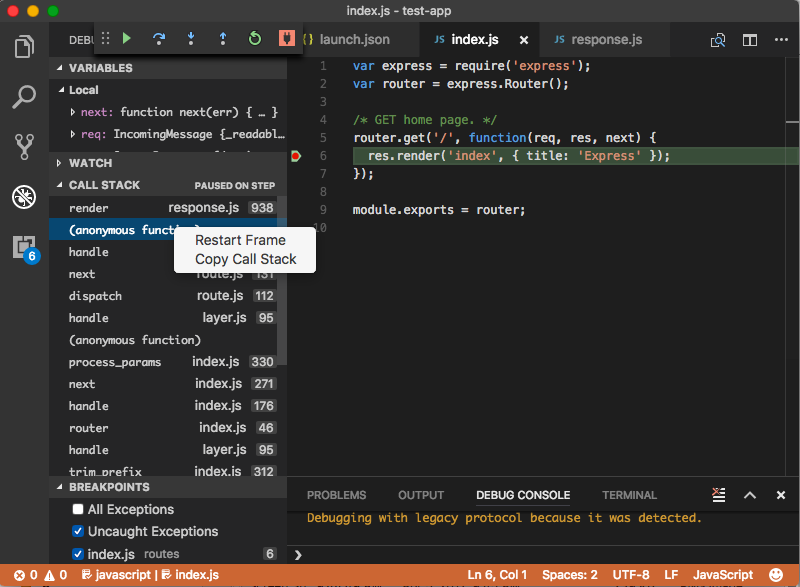 index.js - test-app
DEBU
launch.json
JS index.js
JS response.js
VARIABLES
Local
next: function next(err) { … }
req: IncomingMessage {_readabl…
WATCH
CALL STACK PAUSED ON STEP
render response.js 938
(anonymous function)
Restart Frame
Copy Call Stack
handle
next route.js 131
dispatch route.js 112
handle layer.js 95
(anonymous function)
process_params index.js 330
next index.js 271
handle index.js 176
router index.js 46
handle layer.js 95
trim_prefix index.js 312
BREAKPOINTS
All Exceptions
Uncaught Exceptions
index.js routes 6
6
1 var express = require('express');
2 var router = express.Router();
3
4 /* GET home page. */
5 router.get('/', function(req, res, next) {
6 res.render('index', { title: 'Express' });
7 });
8
9 module.exports = router;
10
PROBLEMS OUTPUT DEBUG CONSOLE TERMINAL
Debugging with legacy protocol because it was detected.
0 0 javascript | index.js Ln 6, Col 1 Spaces: 2 UTF-8 LF JavaScript